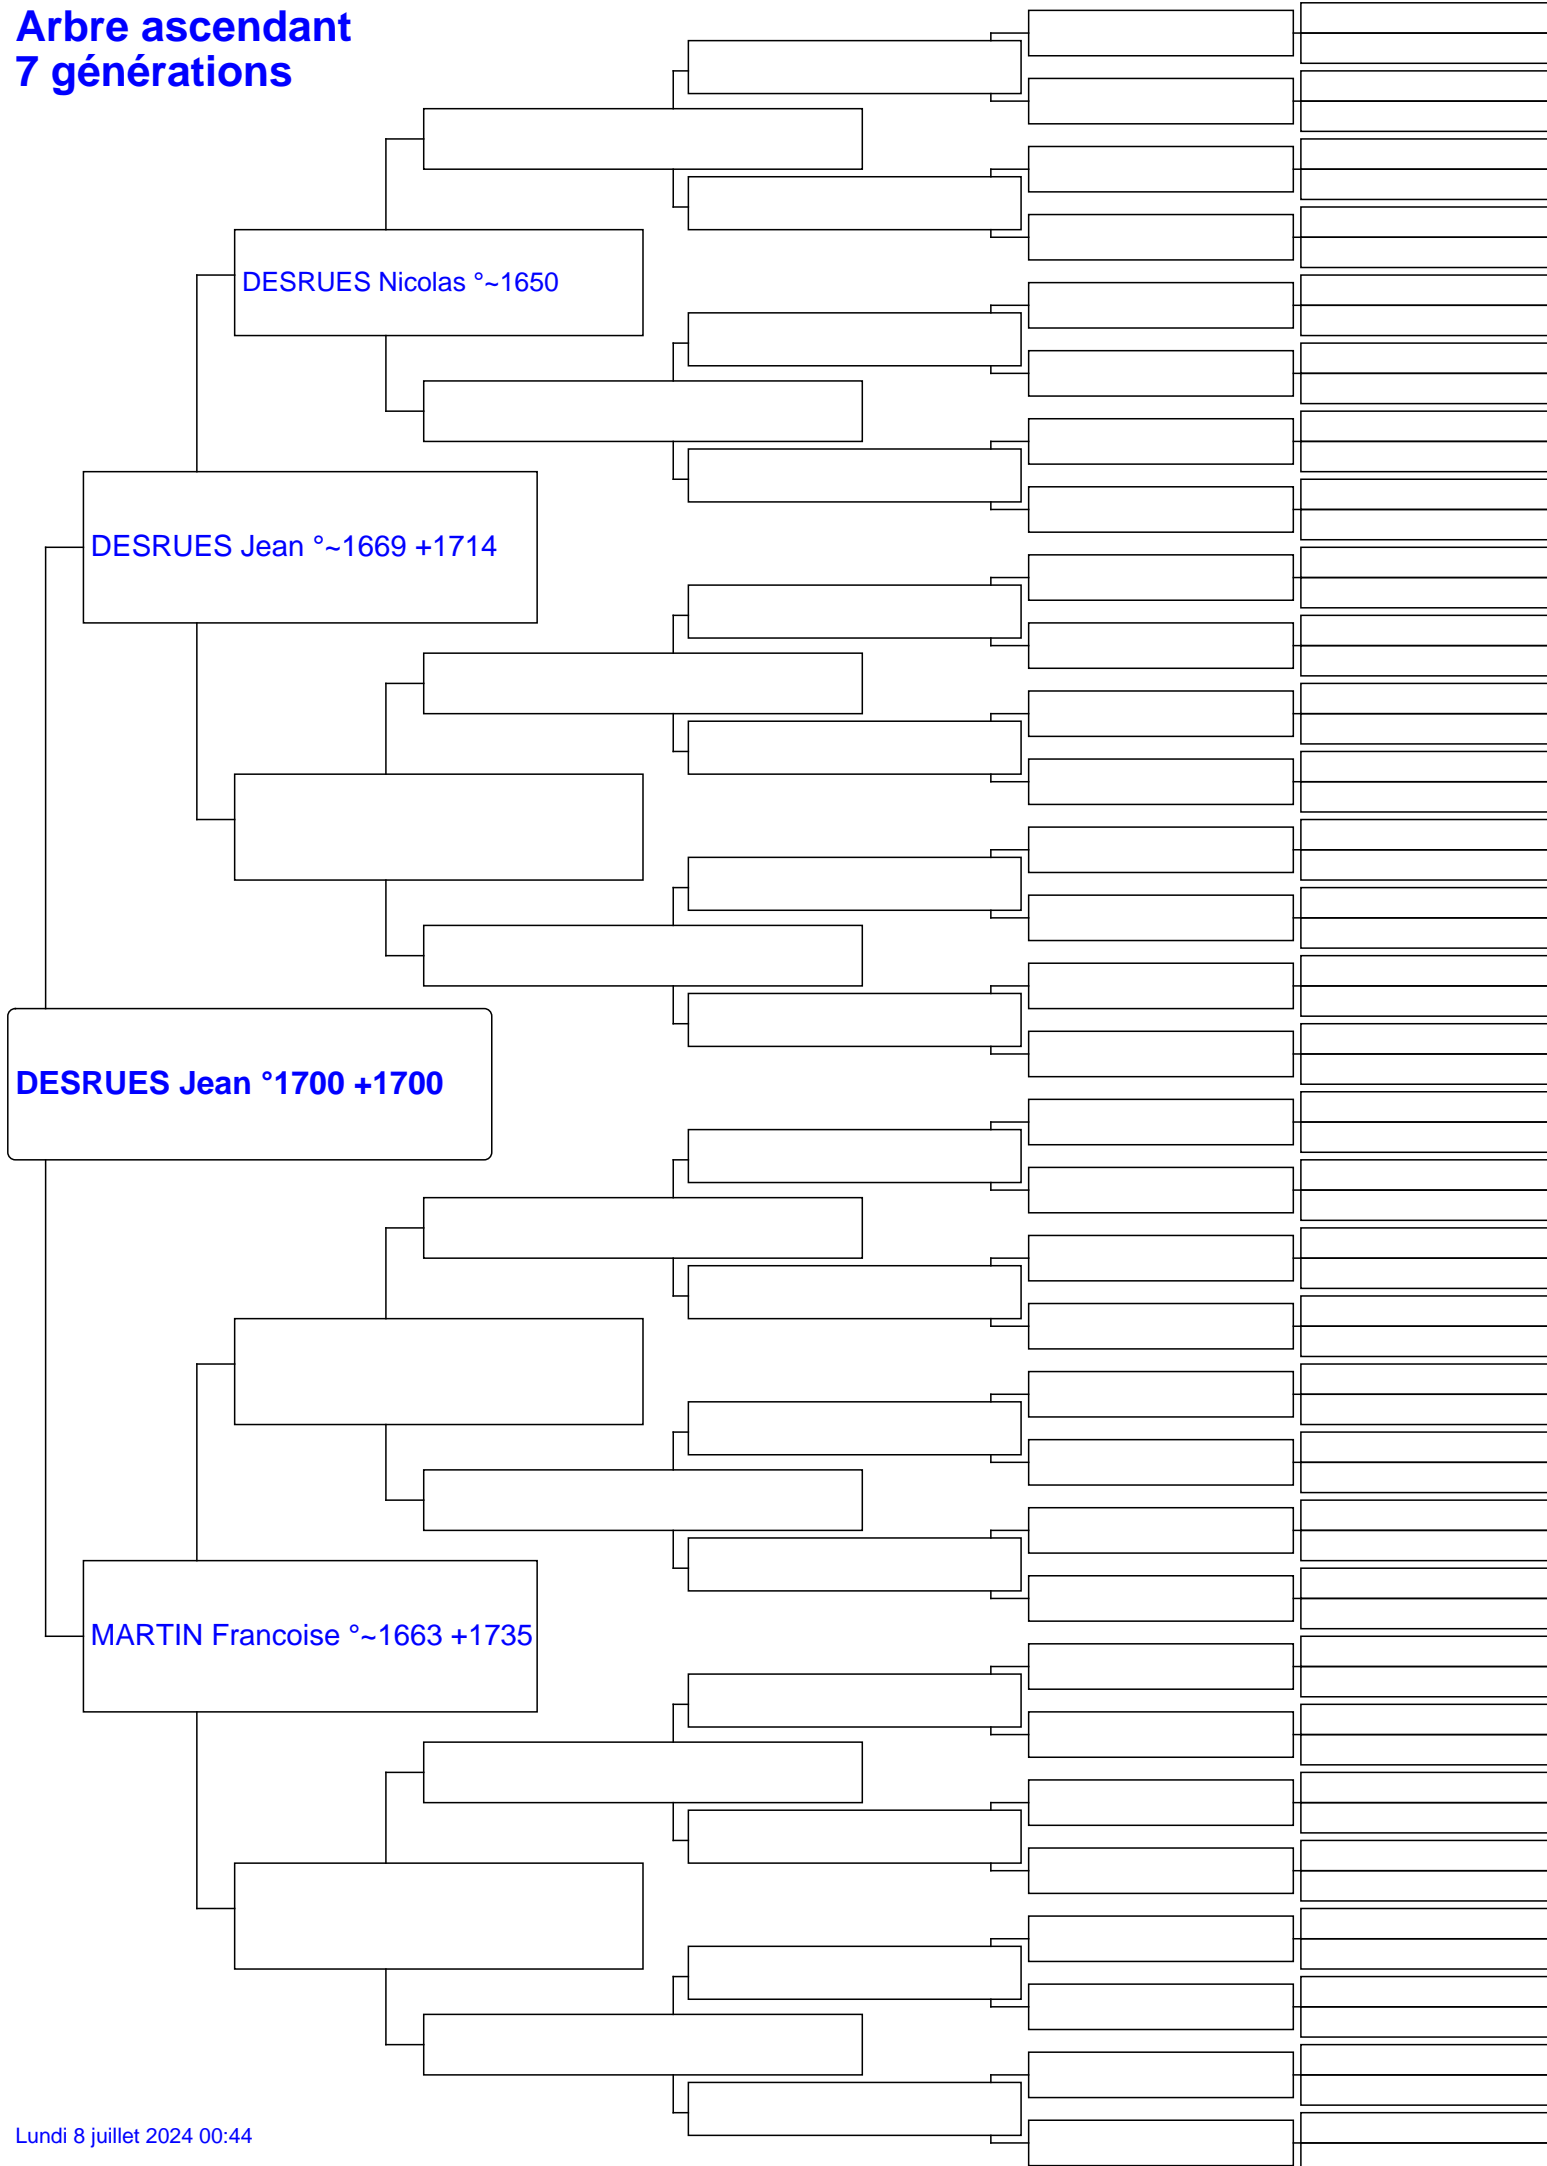 Arbre ascendant
7 générations
DESRUES Nicolas °~1650
DESRUES Jean °~1669 +1714
DESRUES Jean °1700 +1700
MARTIN Francoise °~1663 +1735
Lundi 8 juillet 2024 00:44